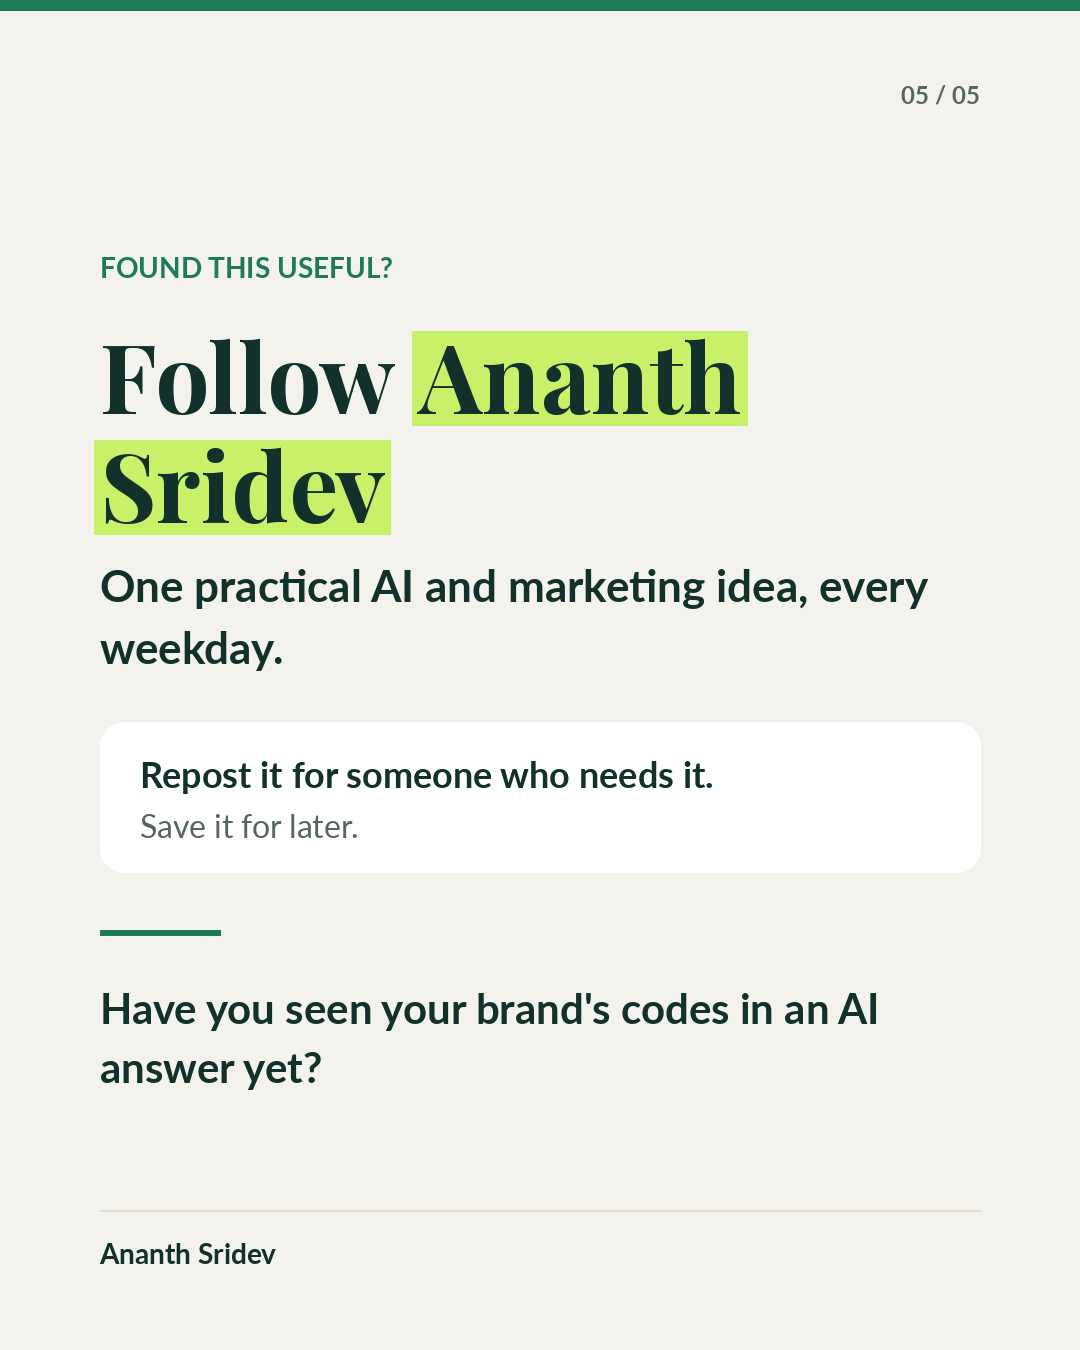 05 / 05
FOUND THIS USEFUL?
Follow Ananth
Sridev
One practical AI and marketing idea, every
weekday.
Repost it for someone who needs it.
Save it for later.
Have you seen your brand's codes in an AI
answer yet?
Ananth Sridev